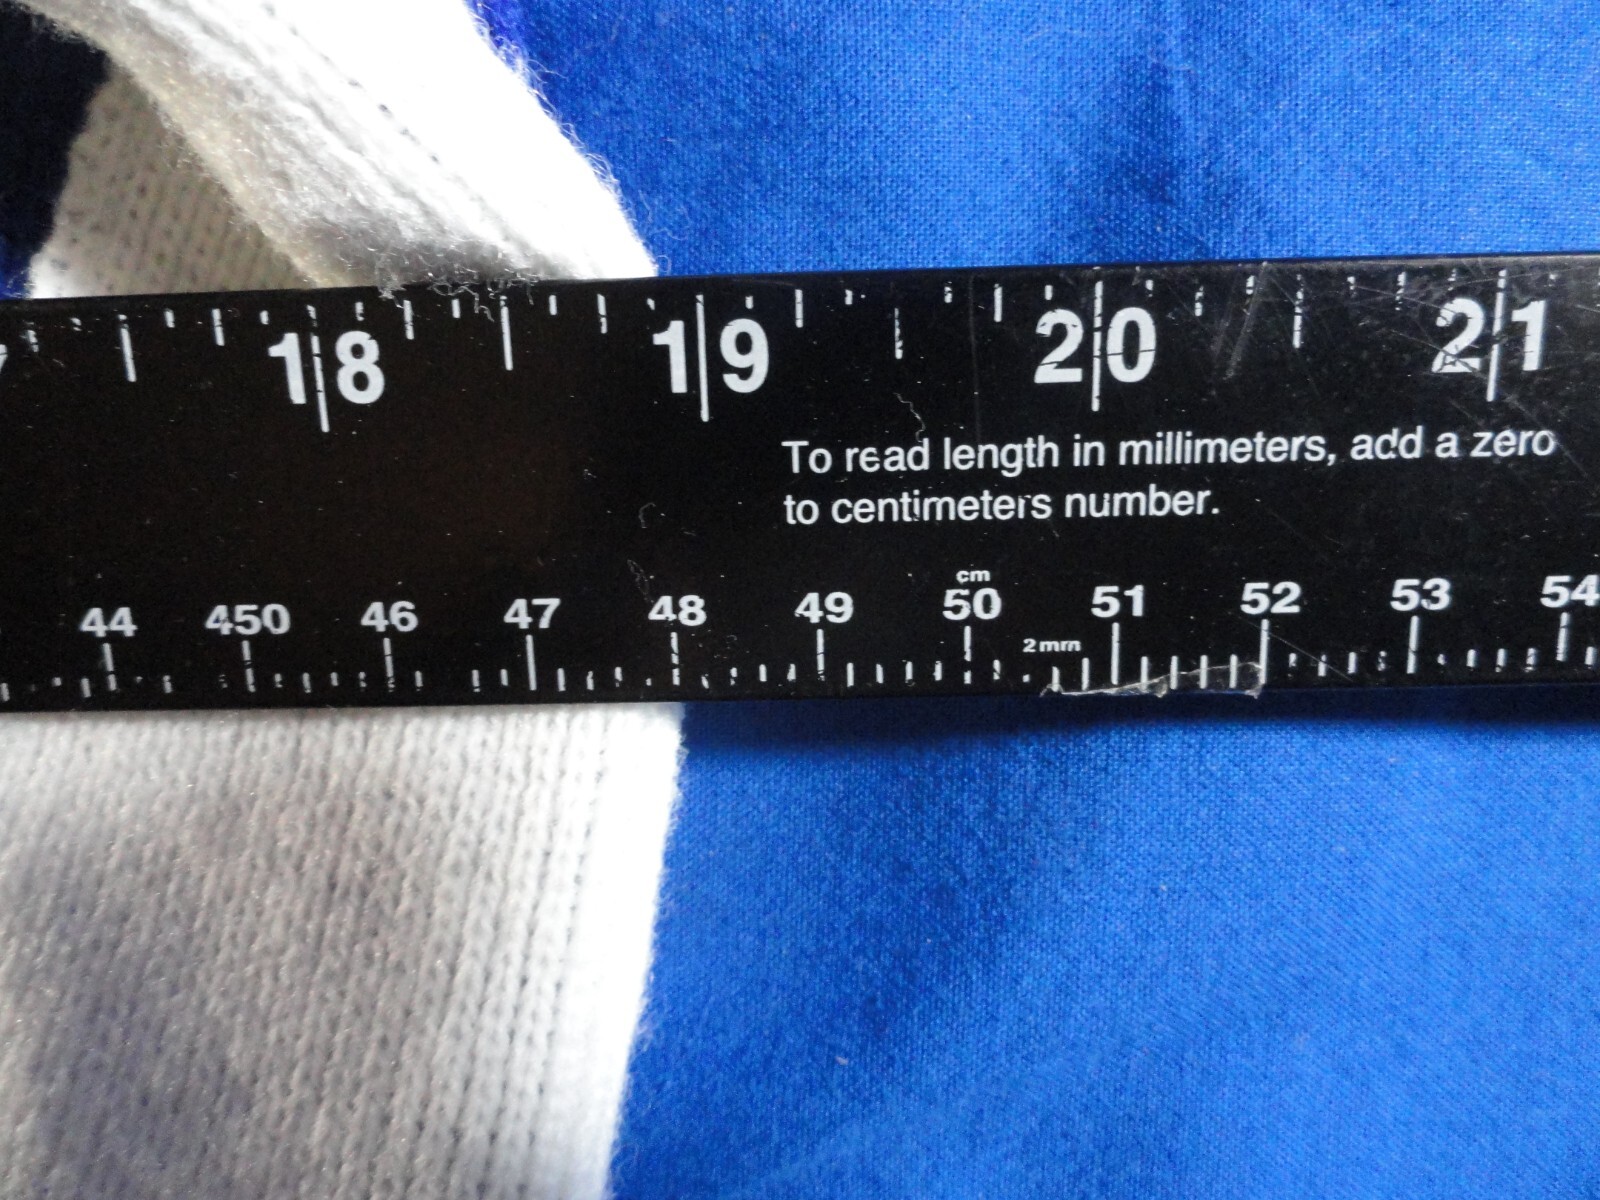 18 19 20 21
To read length in millimeters, add a zero
to centimeters number.
cm
44 450 46 47 48 49 50 51 52 53 54
2mm